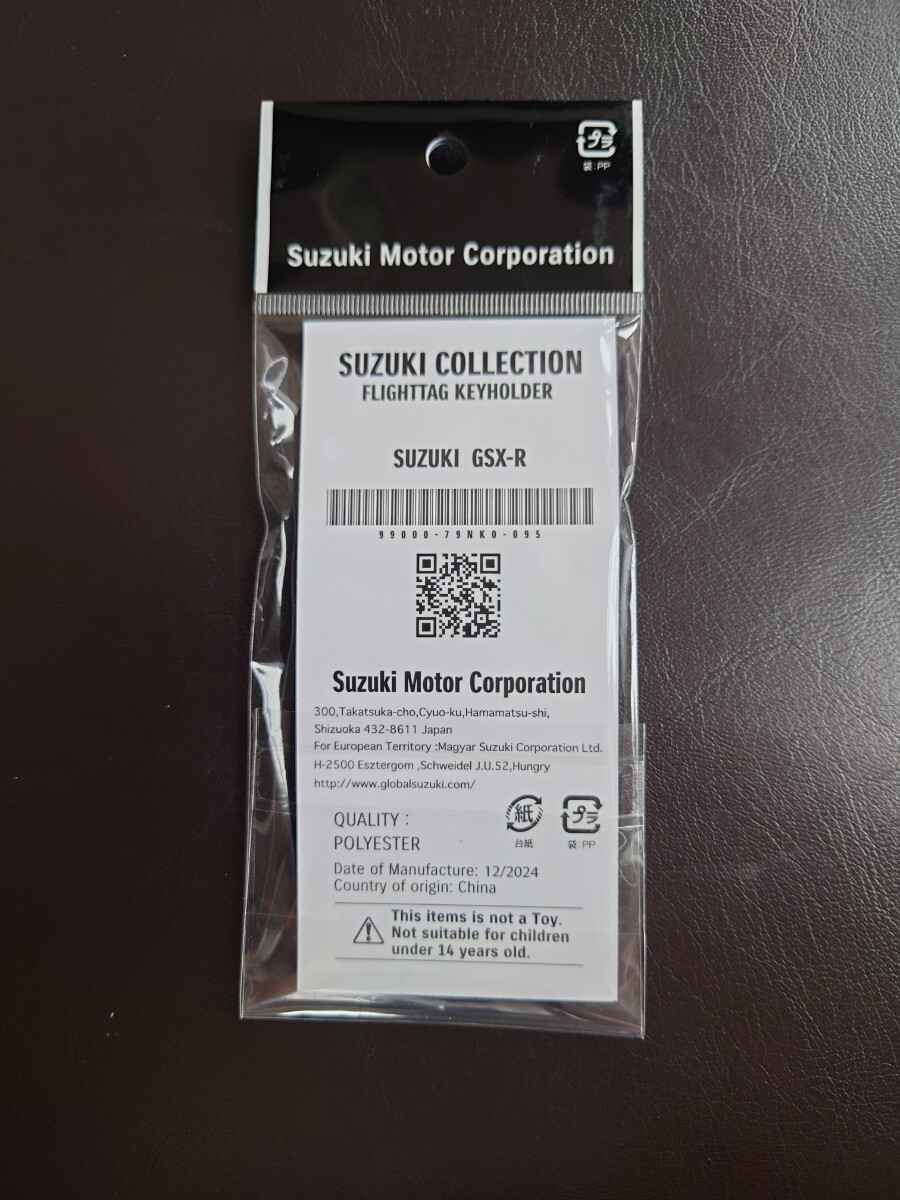 プラ
袋:PP
Suzuki Motor Corporation
SUZUKI COLLECTION
FLIGHTTAG KEYHOLDER
SUZUKI GSX-R
99000-79NK0-095
Suzuki Motor Corporation
300,Takatsuka-cho,Cyuo-ku,Hamamatsu-shi,
Shizuoka 432-8611 Japan
For European Territory :Magyar Suzuki Corporation Ltd.
H-2500 Esztergom ,Schweidel J.U.52,Hungry
http://www.globalsuzuki.com/
QUALITY :
POLYESTER
紙
台紙
プラ
袋:PP
Date of Manufacture: 12/2024
Country of origin: China
This items is not a Toy.
Not suitable for children
under 14 years old.